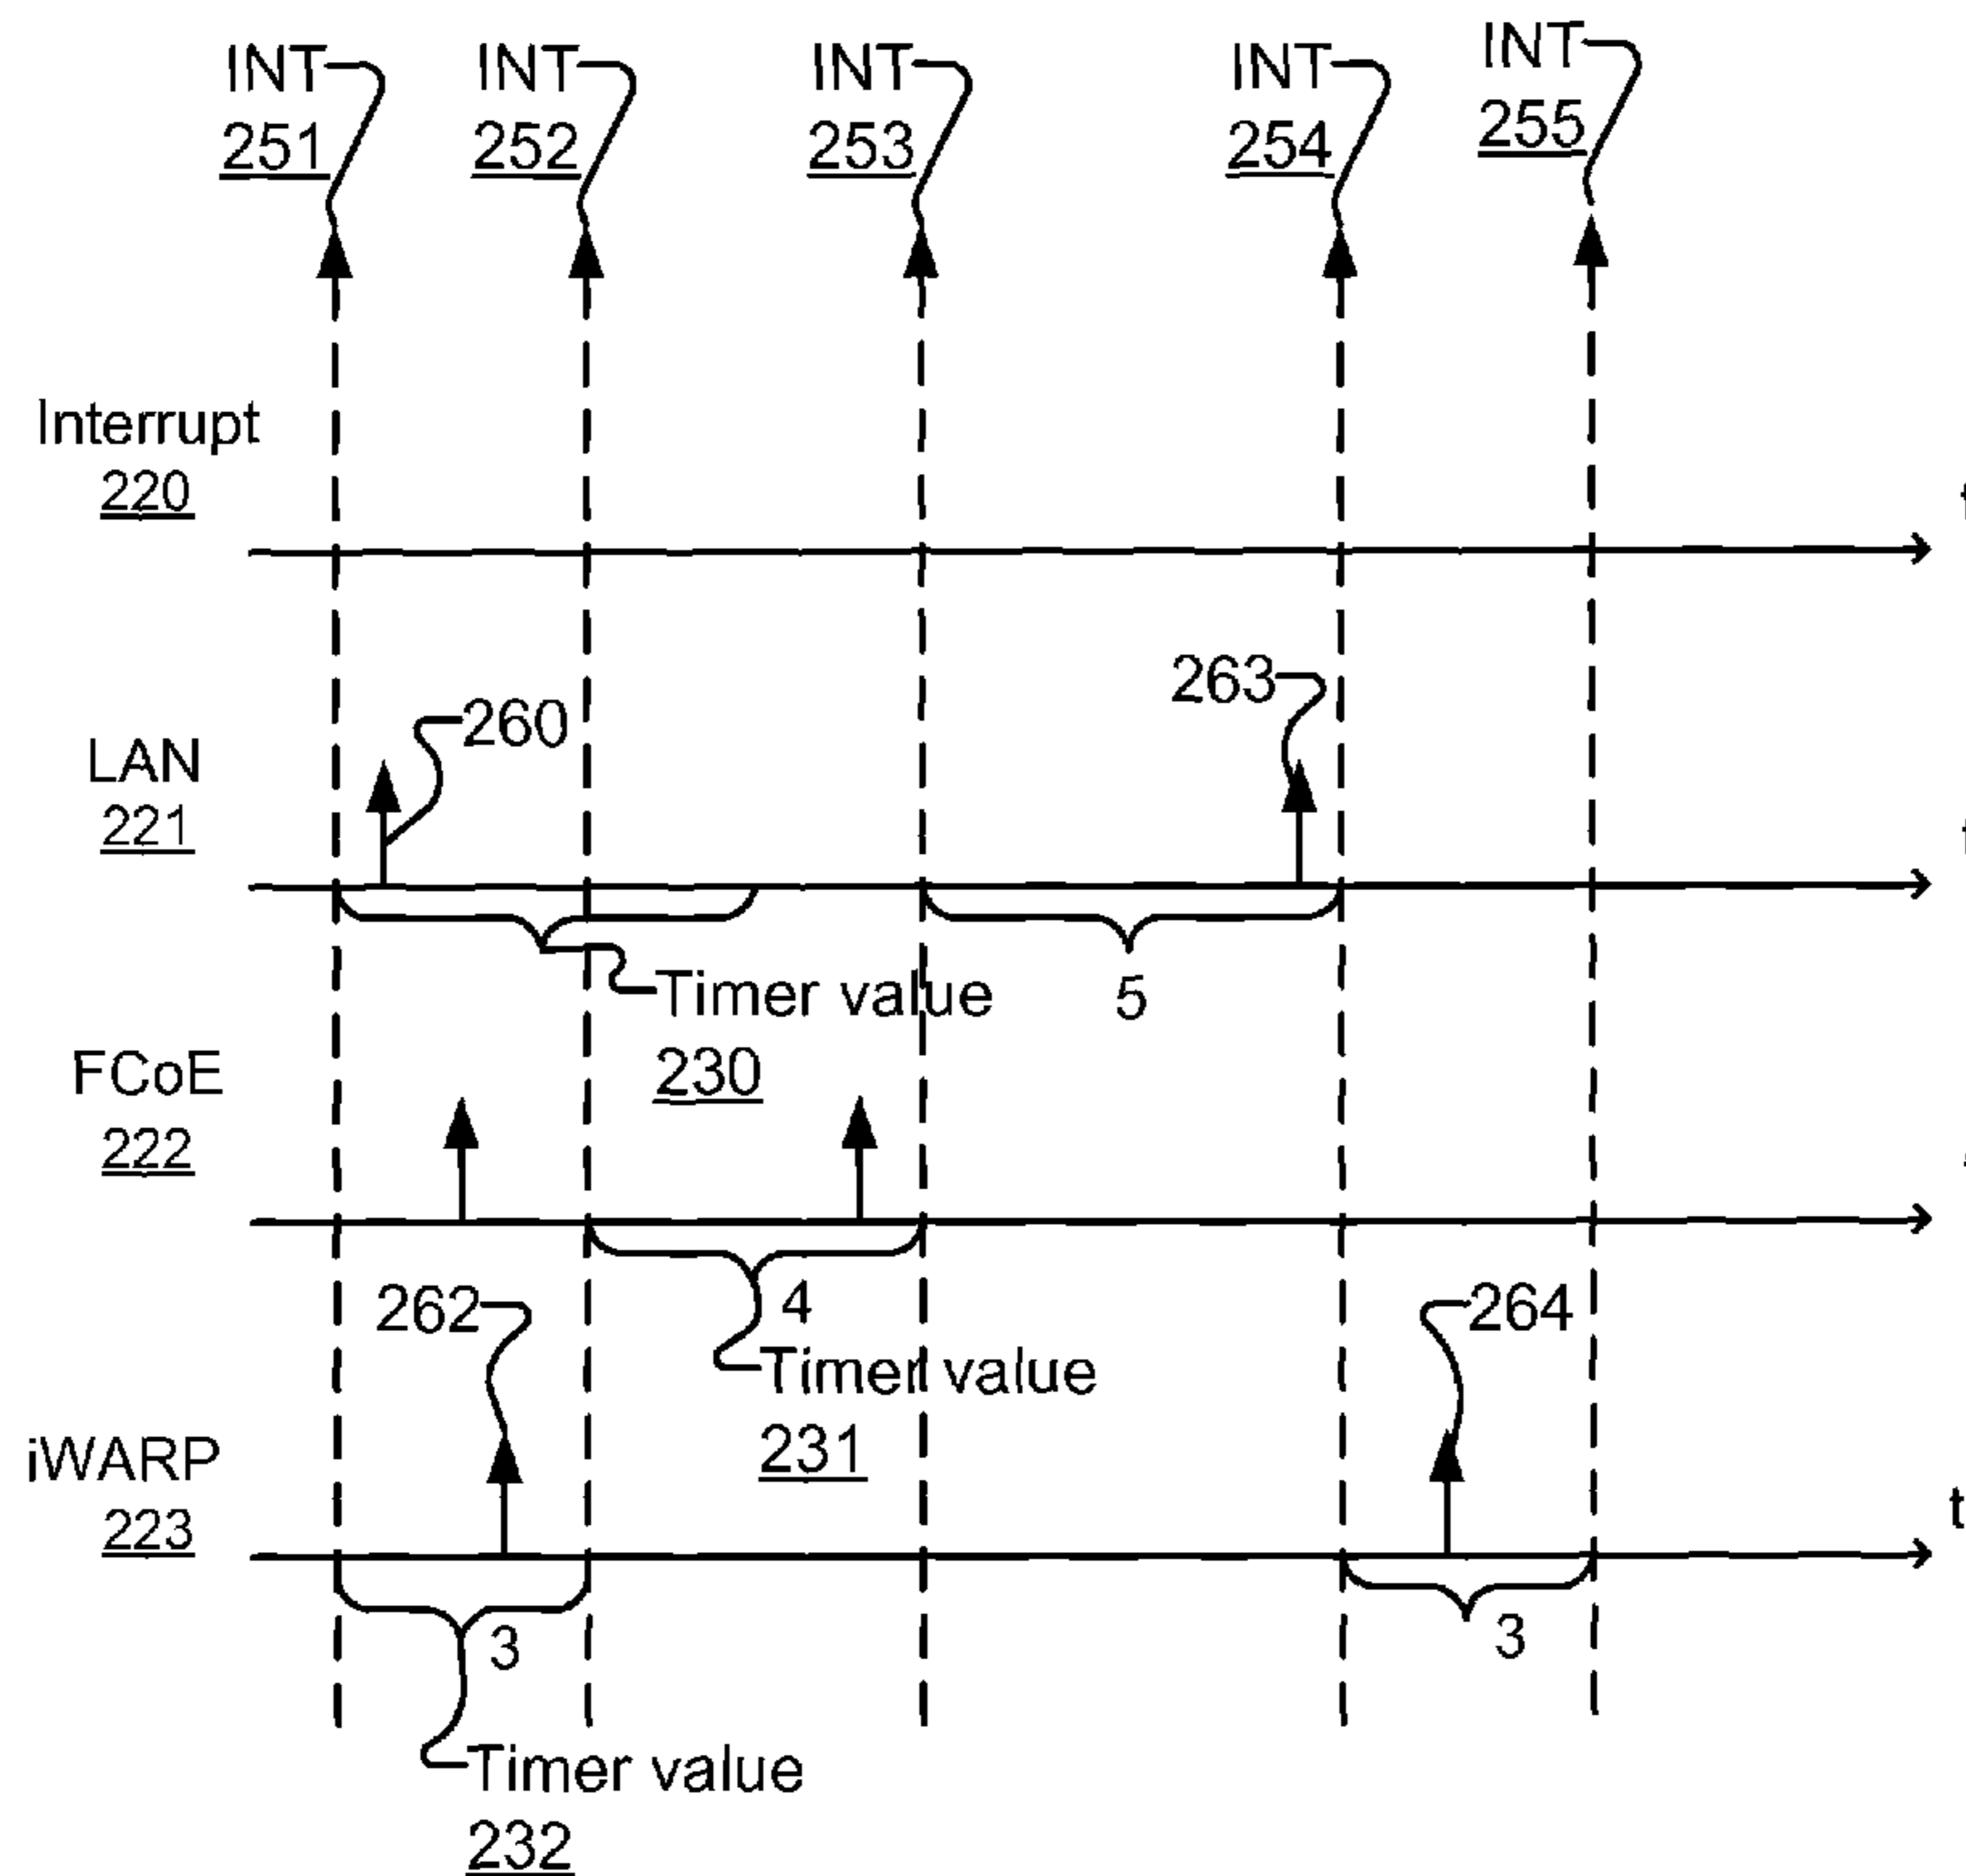 INT
251
INT
252
INT
253
INT
254
INT
255
Interrupt
220
LAN
221
260
263
Timer value
230
5
FCoE
222
262
4
Timer value
231
264
iWARP
223
t
3
3
Timer value
232